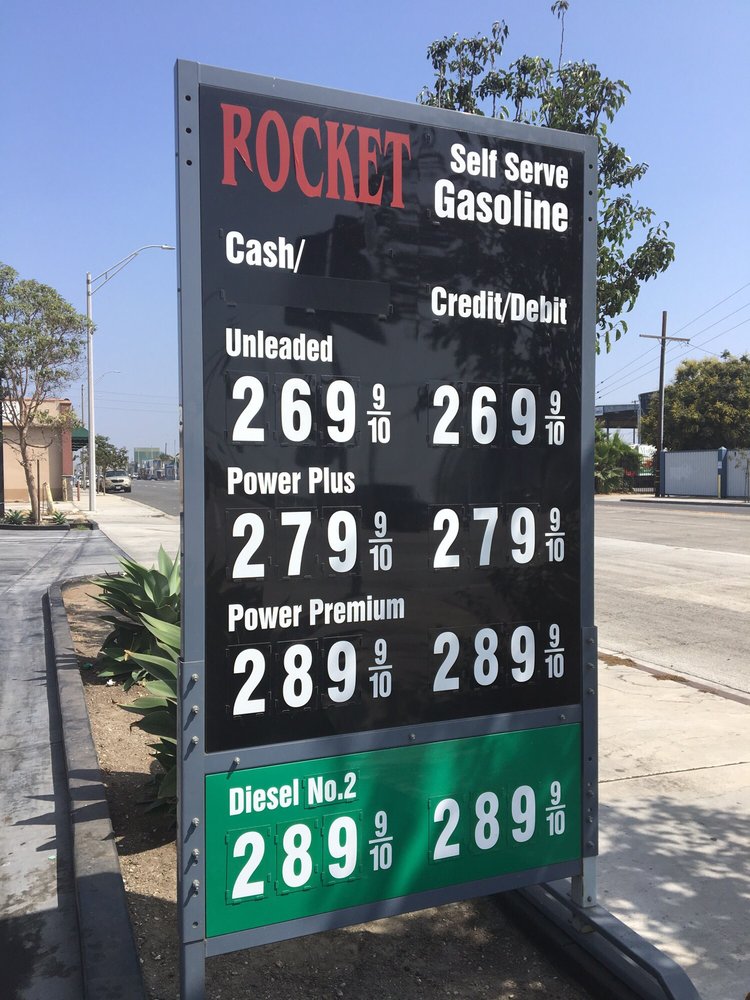 ROCKET
Self Serve
Gasoline
Cash/
Credit/Debit
Unleaded
269 9/10 269 9/10
Power Plus
279 9/10 279 9/10
Power Premium
289 9/10 289 9/10
Diesel No.2
289 9/10 289 9/10